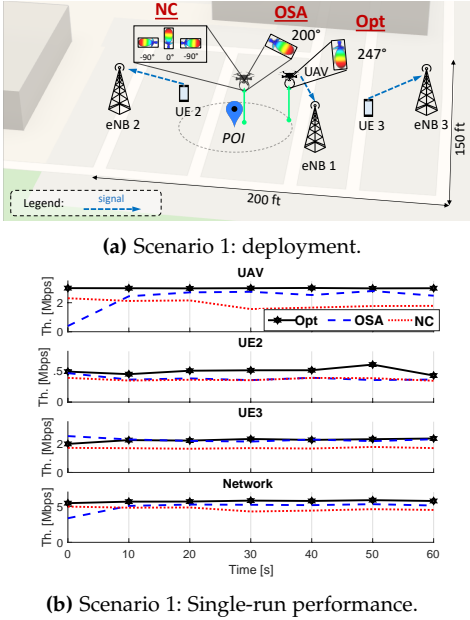 NC OSA Opt
200°
247°
-90° 0° -90°
UAV
eNB 2
UE 2
POI
eNB 1
UE 3
eNB 3
150 ft
200 ft
Legend: signal
(a) Scenario 1: deployment.
UAV
Th. [Mbps]
2
0
Opt OSA NC
UE2
Th. [Mbps]
.5
0
UE3
Th. [Mbps]
2
0
Network
Th. [Mbps]
5
0
0 10 20 30 40 50 60
Time [s]
(b) Scenario 1: Single-run performance.